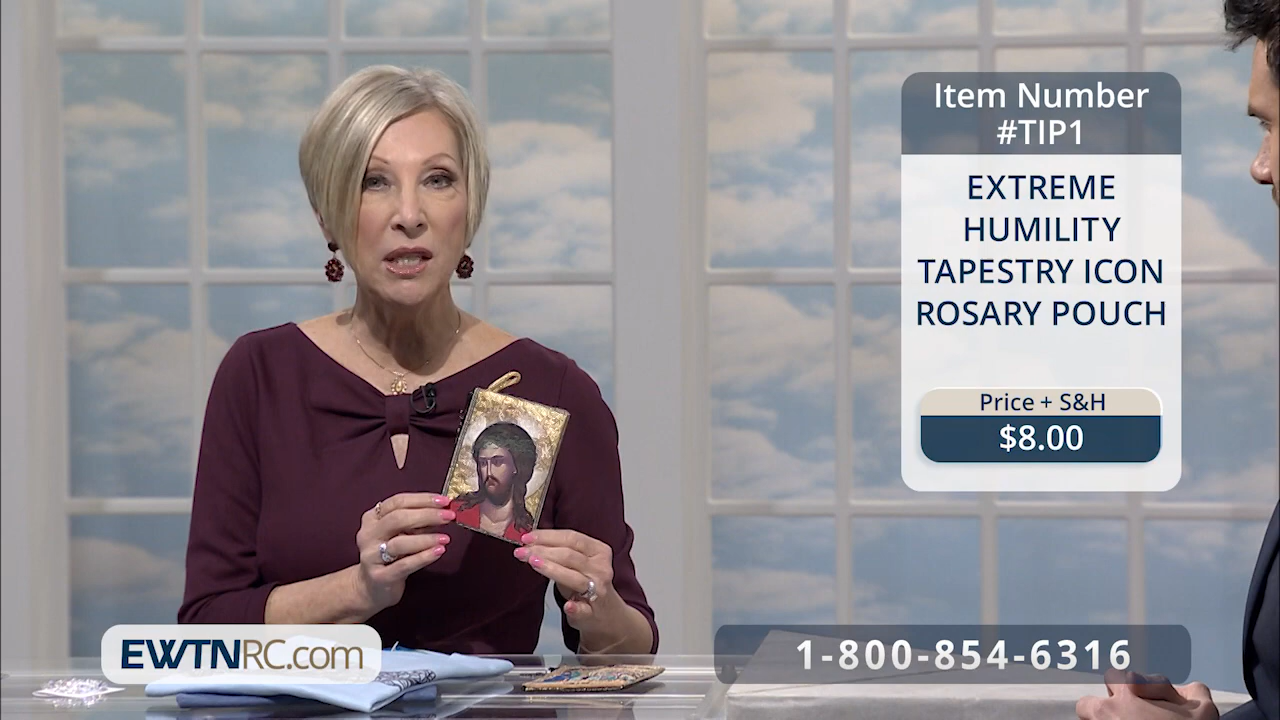 Item Number
#TIP1
EXTREME
HUMILITY
TAPESTRY ICON
ROSARY POUCH
Price + S&H
$8.00
EWTNRC.com
1-800-854-6316